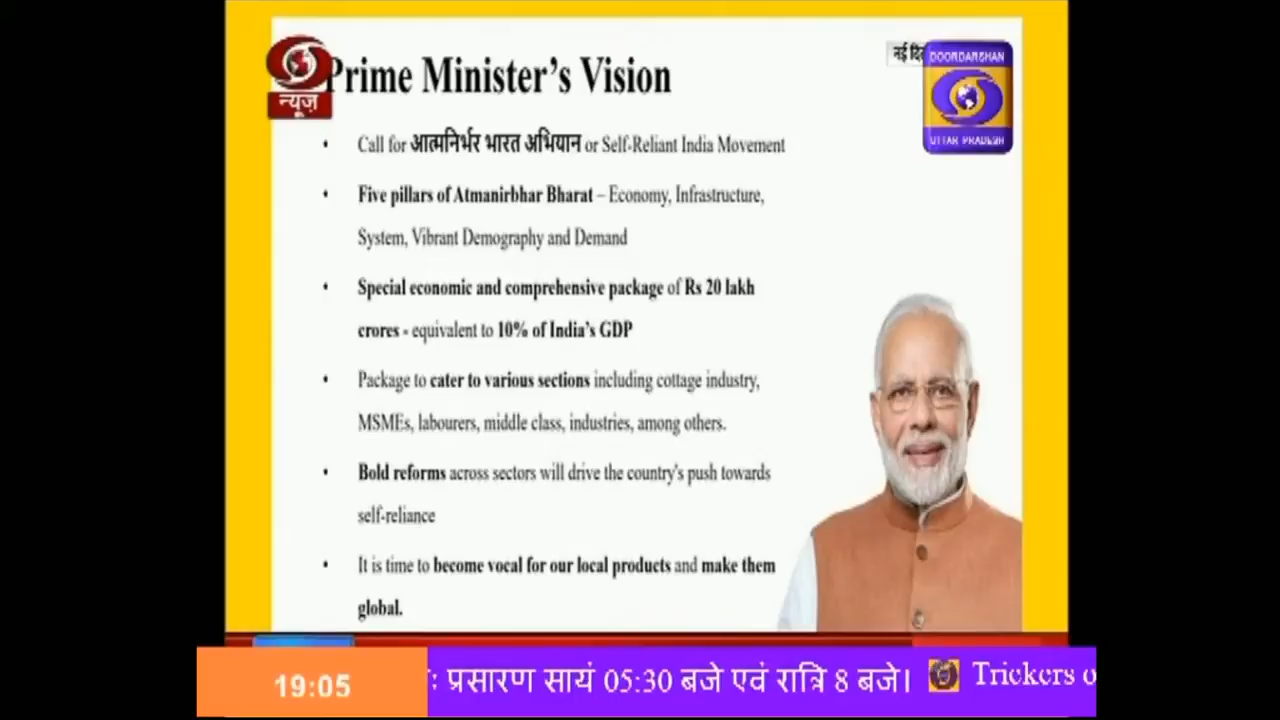 Prime Minister's Vision
न्यूज़
नई
DOORDARSHAN
UTTAR PRADESH
• Call for आत्मनिर्भर भारत अभियान or Self-Reliant India Movement
• Five pillars of Atmanirbhar Bharat – Economy, Infrastructure,
System, Vibrant Demography and Demand
• Special economic and comprehensive package of Rs 20 lakh
crores - equivalent to 10% of India's GDP
• Package to cater to various sections including cottage industry,
MSMEs, labourers, middle class, industries, among others.
• Bold reforms across sectors will drive the country's push towards
self-reliance
• It is time to become vocal for our local products and make them
global.
19:05
प्रसारण सायं 05:30 बजे एवं रात्रि 8 बजे। Trickers